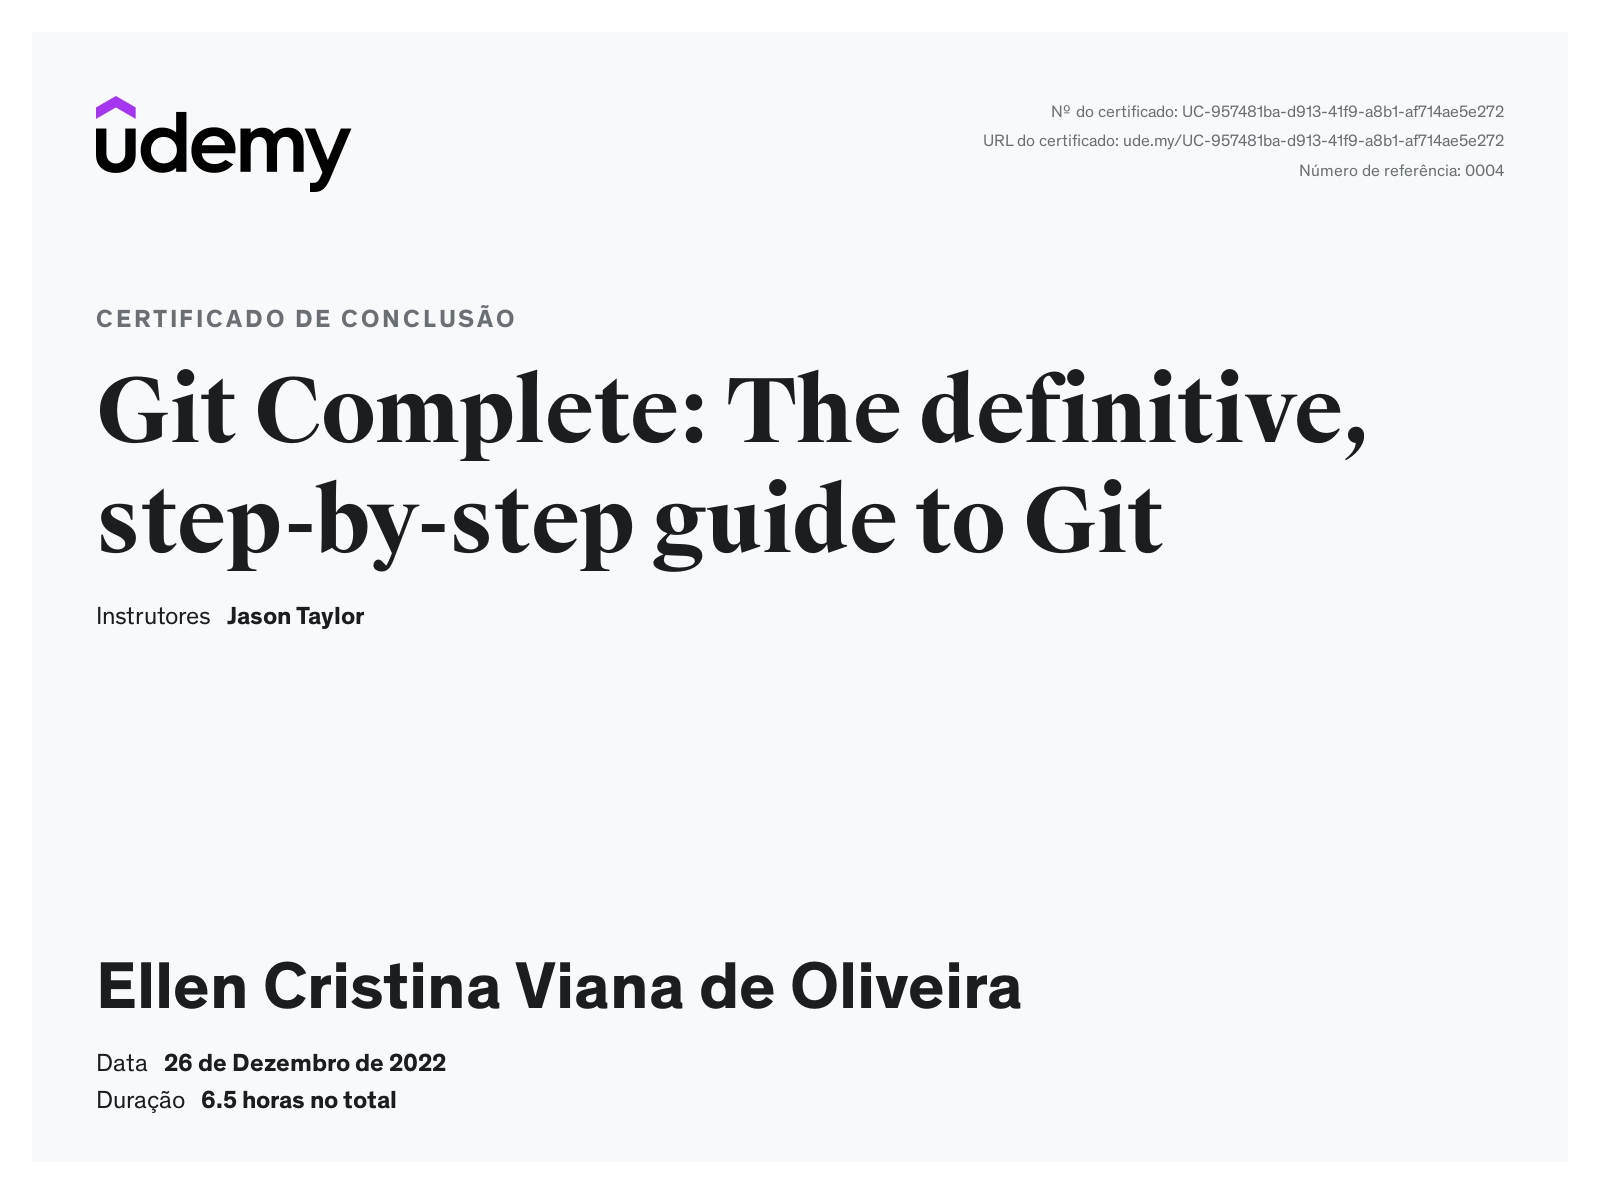 udemy
Nº do certificado: UC-957481ba-d913-41f9-a8b1-af714ae5e272
URL do certificado: ude.my/UC-957481ba-d913-41f9-a8b1-af714ae5e272
Número de referência: 0004
CERTIFICADO DE CONCLUSÃO
Git Complete: The definitive,
step-by-step guide to Git
Instrutores Jason Taylor
Ellen Cristina Viana de Oliveira
Data 26 de Dezembro de 2022
Duração 6.5 horas no total